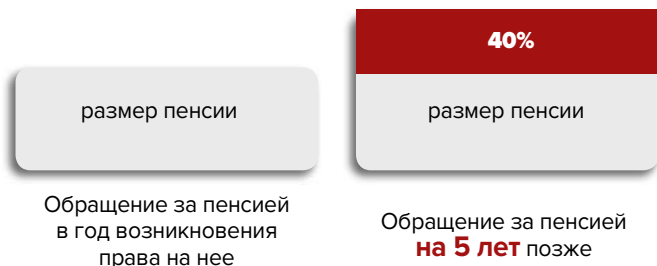 размер пенсии
Обращение за пенсией
в год возникновения
права на нее
40%
размер пенсии
Обращение за пенсией
на 5 лет позже